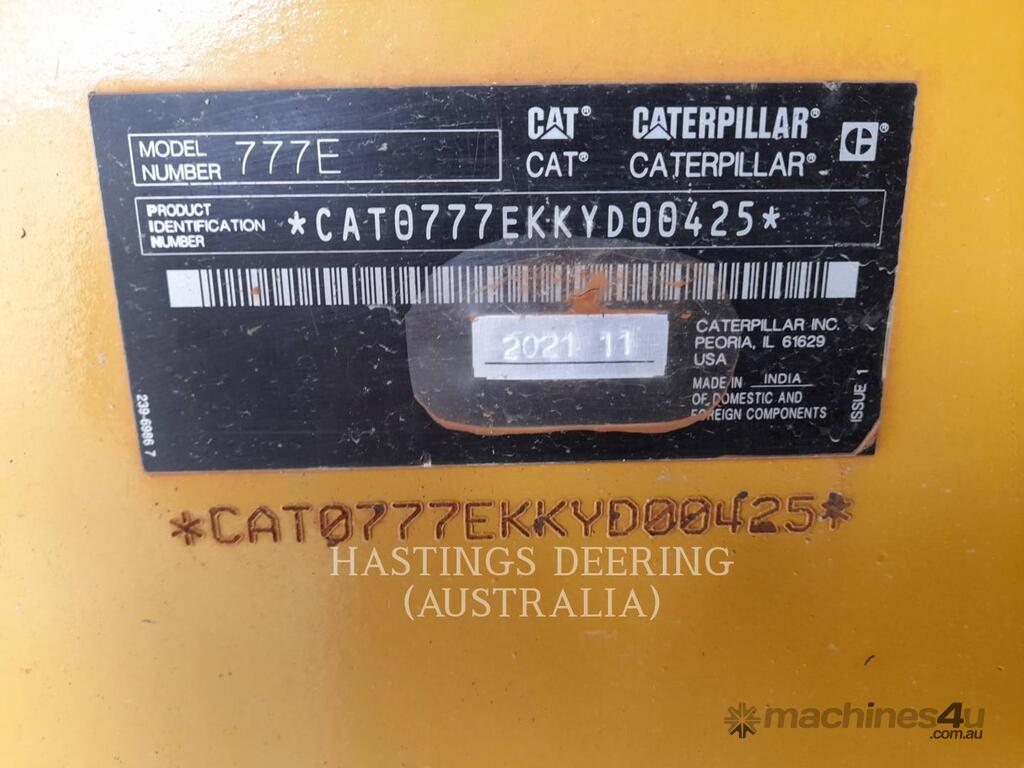 CAT® CATERPILLAR®
CAT® CATERPILLAR®
MODEL NUMBER 777E
PRODUCT IDENTIFICATION NUMBER *CAT0777EKKYD00425*
2021 11
CATERPILLAR INC.
PEORIA, IL 61629
USA
MADE IN INDIA
OF DOMESTIC AND
FOREIGN COMPONENTS
ISSUE 1
239-6986 7
*CAT0777EKKYD00425*
HASTINGS DEERING
(AUSTRALIA)
machines4u
.com.au